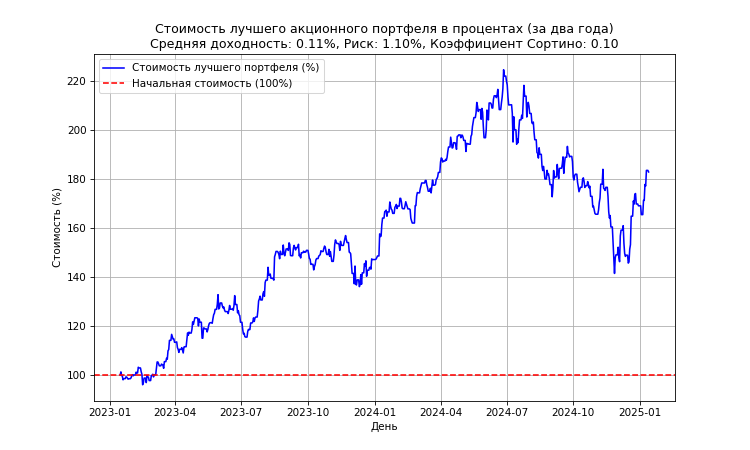 Стоимость лучшего акционного портфеля в процентах (за два года)
Средняя доходность: 0.11%, Риск: 1.10%, Коэффициент Сортино: 0.10
Стоимость лучшего портфеля (%)
Начальная стоимость (100%)
Стоимость (%)
220
200
180
160
140
120
100
2023-01 2023-04 2023-07 2023-10 2024-01 2024-04 2024-07 2024-10 2025-01
День